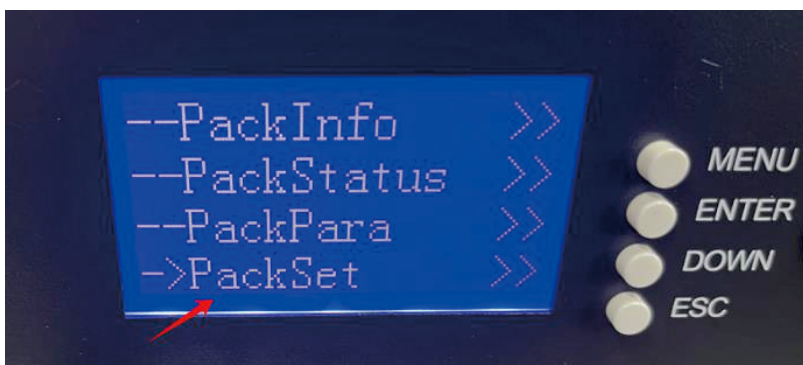 --PackInfo >>
--PackStatus >>
--PackPara >>
->PackSet >>
MENU
ENTER
DOWN
ESC